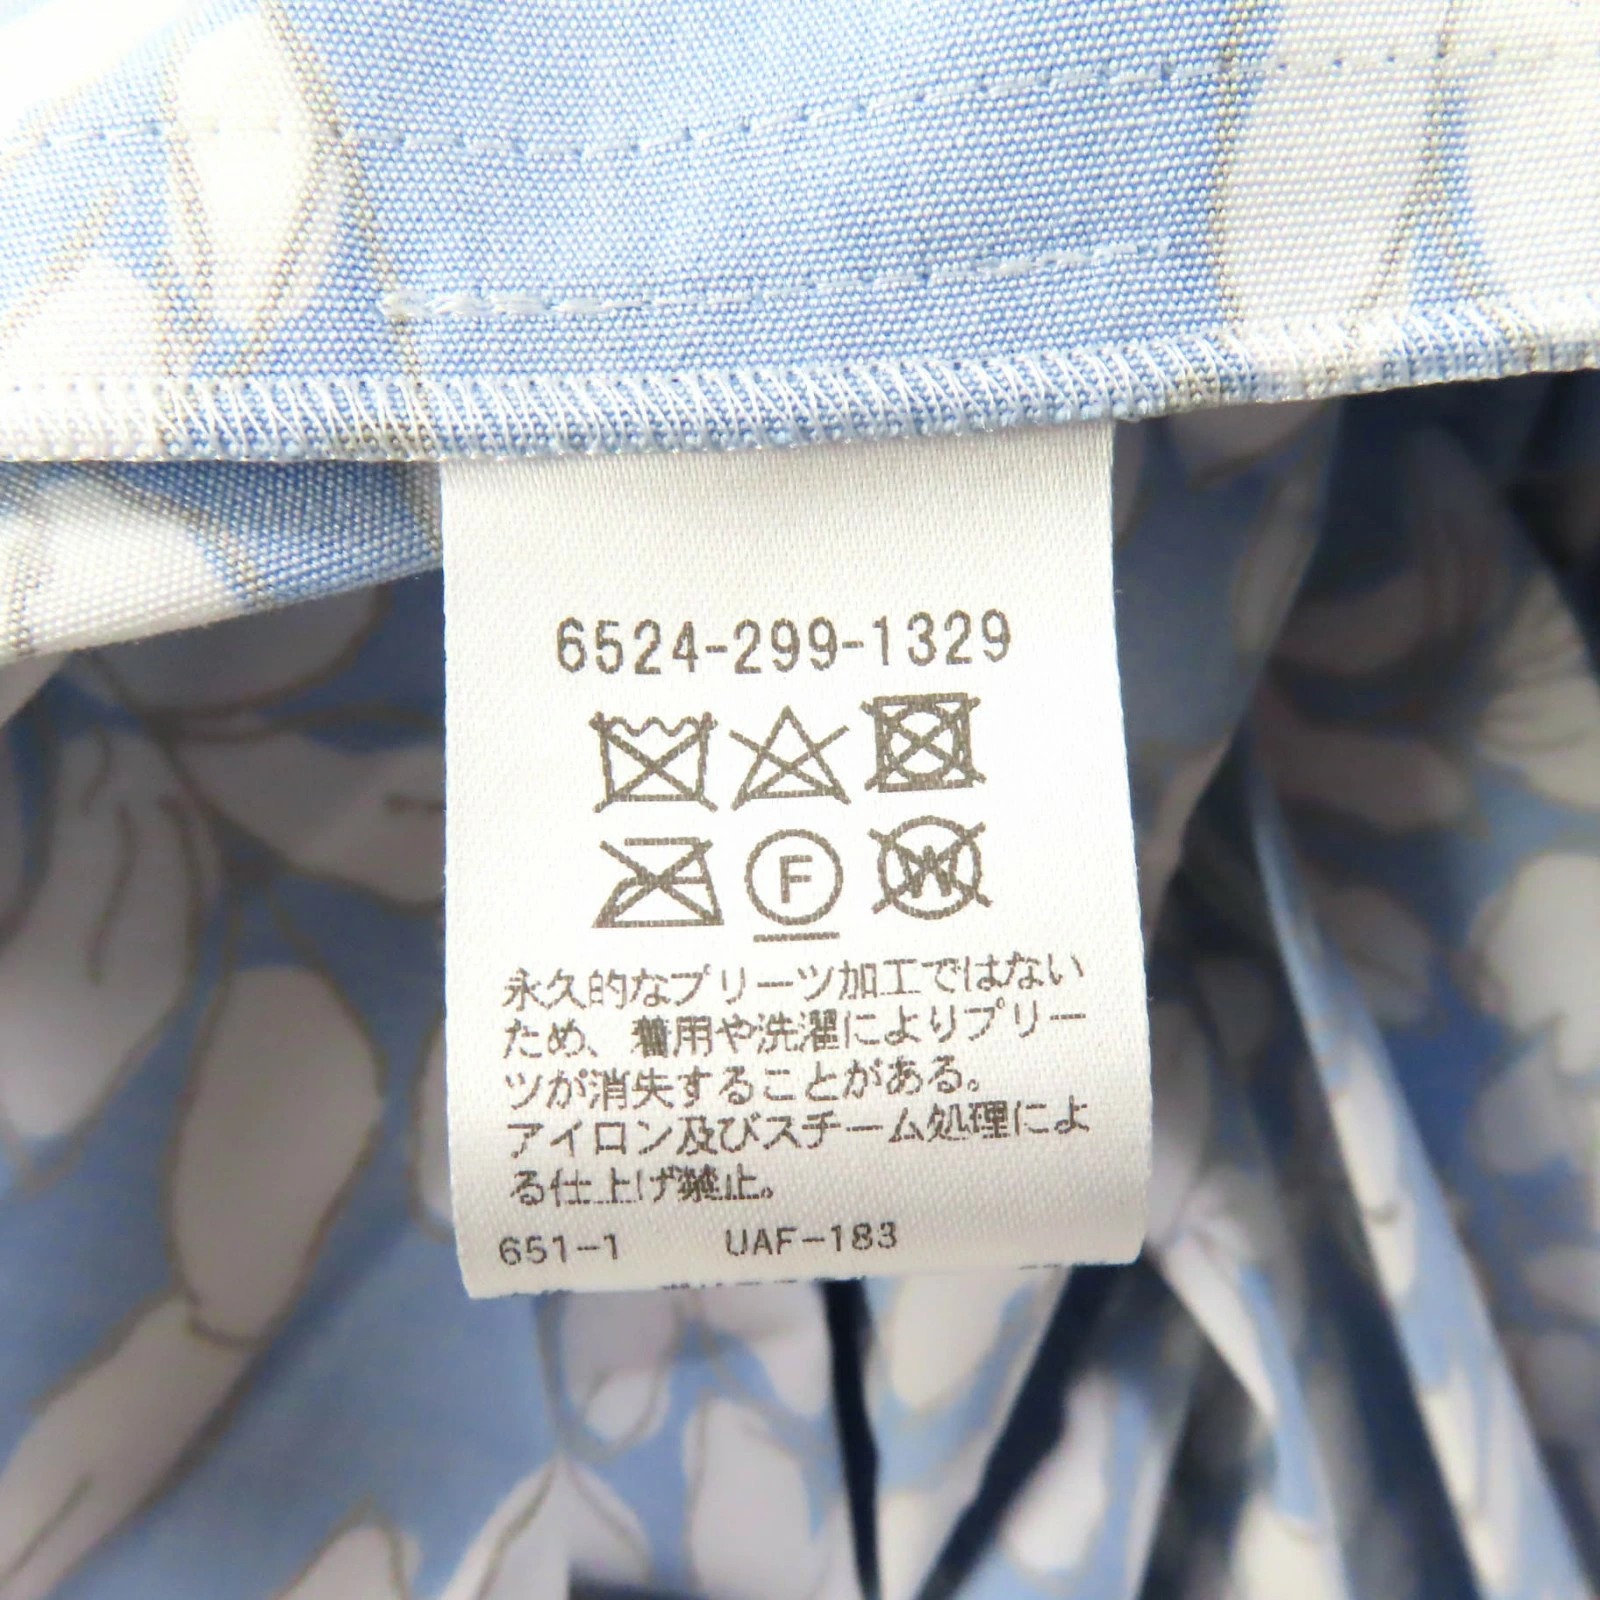 6524-299-1329
F
W
永久的なプリーツ加工ではない
ため、着用や洗濯によりプリー
ツが消失することがある。
アイロン及びスチーム処理によ
る仕上げ禁止。
651-1 UAF-183